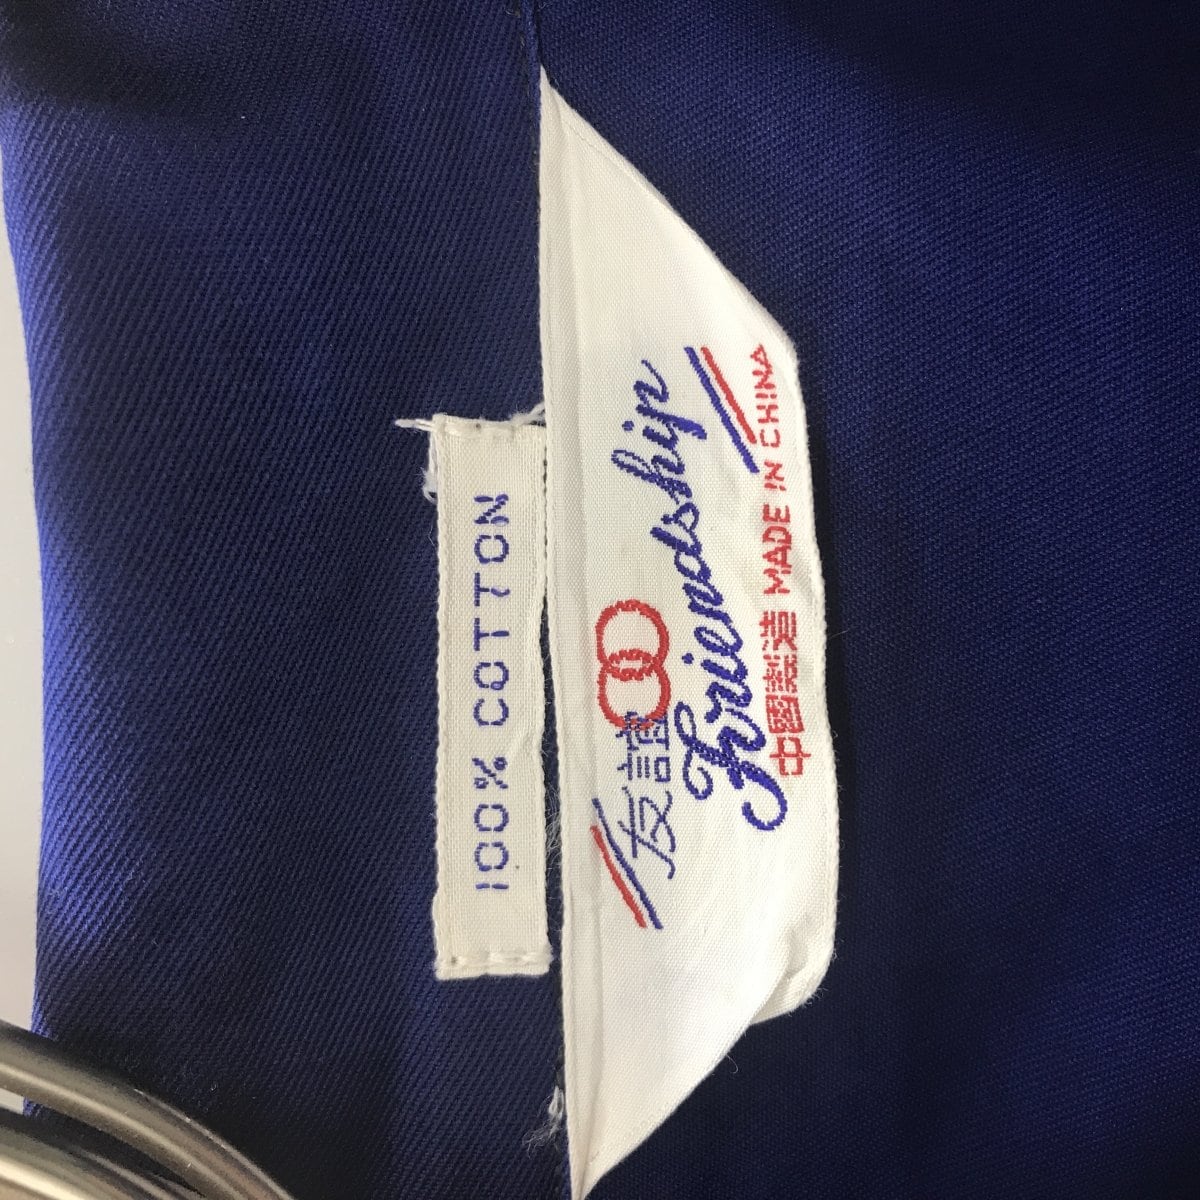 100% COTTON
友誼
Friendship
中國製造 MADE IN CHINA